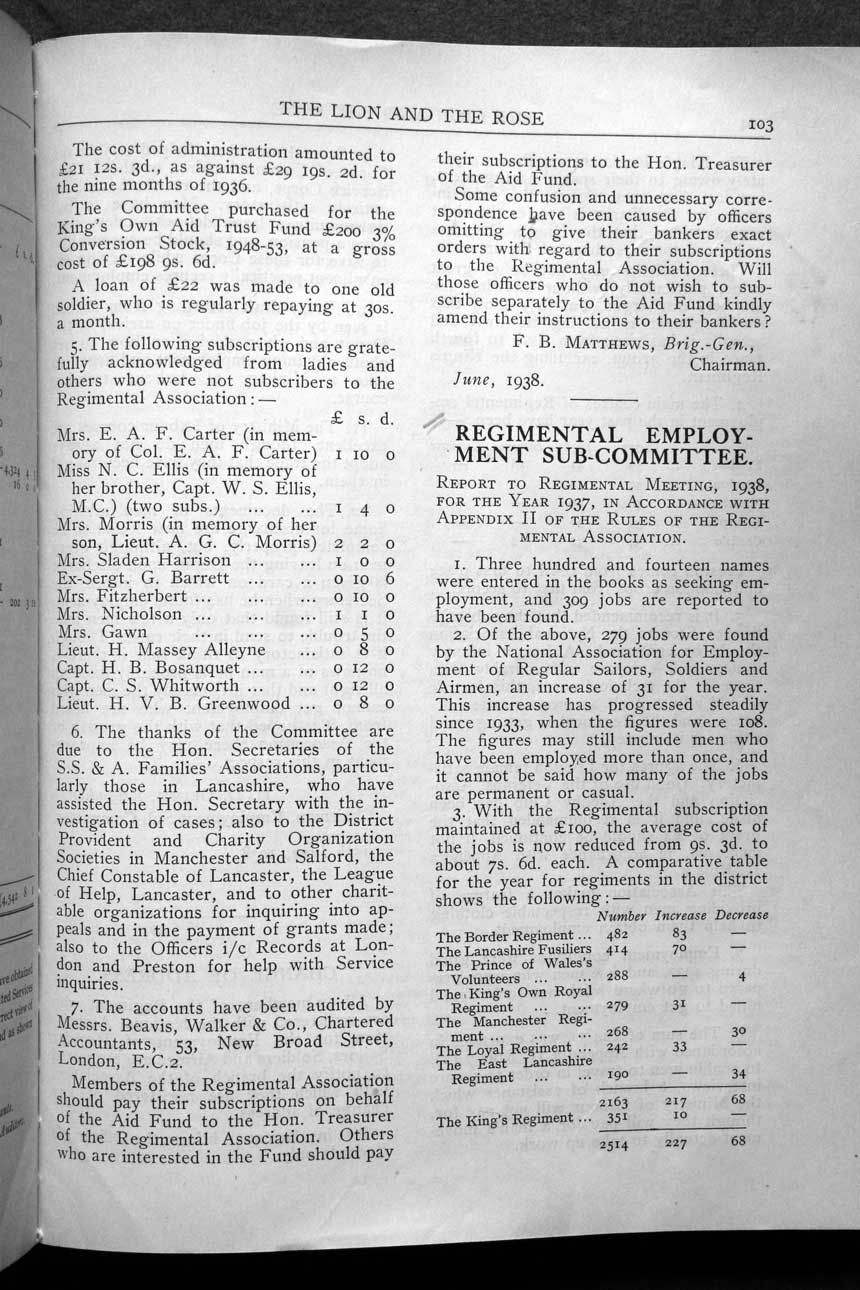 THE LION AND THE ROSE
103
The cost of administration amounted to
£21 12s. 3d., as against £29 19s. 2d. for
the nine months of 1936.
The Committee purchased for the
King's Own Aid Trust Fund £200 3%
Conversion Stock, 1948-53, at a gross
cost of £198 9s. 6d.
A loan of £22 was made to one old
soldier, who is regularly repaying at 30s.
a month.
5. The following subscriptions are grate-
fully acknowledged from ladies and
others who were not subscribers to the
Regimental Association:—
£ s. d.
Mrs. E. A. F. Carter (in mem-
ory of Col. E. A. F. Carter) 1 10 0
Miss N. C. Ellis (in memory of
her brother, Capt. W. S. Ellis,
M.C.) (two subs.) ... ... 1 4 0
Mrs. Morris (in memory of her
son, Lieut. A. G. C. Morris) 2 2 0
Mrs. Sladen Harrison ... ... 1 0 0
Ex-Sergt. G. Barrett ... ... 0 10 6
Mrs. Fitzherbert ... ... ... 0 10 0
Mrs. Nicholson ... ... ... 1 1 0
Mrs. Gawn ... ... ... 0 5 0
Lieut. H. Massey Alleyne ... 0 8 0
Capt. H. B. Bosanquet ... ... 0 12 0
Capt. C. S. Whitworth ... ... 0 12 0
Lieut. H. V. B. Greenwood ... 0 8 0
6. The thanks of the Committee are
due to the Hon. Secretaries of the
S.S. & A. Families' Associations, particu-
larly those in Lancashire, who have
assisted the Hon. Secretary with the in-
vestigation of cases; also to the District
Provident and Charity Organization
Societies in Manchester and Salford, the
Chief Constable of Lancaster, the League
of Help, Lancaster, and to other charit-
able organizations for inquiring into ap-
peals and in the payment of grants made;
also to the Officers i/c Records at Lon-
don and Preston for help with Service
inquiries.
7. The accounts have been audited by
Messrs. Beavis, Walker & Co., Chartered
Accountants, 53, New Broad Street,
London, E.C.2.
Members of the Regimental Association
should pay their subscriptions on behalf
of the Aid Fund to the Hon. Treasurer
of the Regimental Association. Others
who are interested in the Fund should pay
their subscriptions to the Hon. Treasurer
of the Aid Fund.
Some confusion and unnecessary corre-
spondence have been caused by officers
omitting to give their bankers exact
orders with regard to their subscriptions
to the Regimental Association. Will
those officers who do not wish to sub-
scribe separately to the Aid Fund kindly
amend their instructions to their bankers?
F. B. MATTHEWS, Brig.-Gen.,
Chairman.
June, 1938.
REGIMENTAL EMPLOY-
MENT SUB-COMMITTEE.
REPORT TO REGIMENTAL MEETING, 1938,
FOR THE YEAR 1937, IN ACCORDANCE WITH
APPENDIX II OF THE RULES OF THE REGI-
MENTAL ASSOCIATION.
1. Three hundred and fourteen names
were entered in the books as seeking em-
ployment, and 309 jobs are reported to
have been found.
2. Of the above, 279 jobs were found
by the National Association for Employ-
ment of Regular Sailors, Soldiers and
Airmen, an increase of 31 for the year.
This increase has progressed steadily
since 1933, when the figures were 108.
The figures may still include men who
have been employed more than once, and
it cannot be said how many of the jobs
are permanent or casual.
3. With the Regimental subscription
maintained at £100, the average cost of
the jobs is now reduced from 9s. 3d. to
about 7s. 6d. each. A comparative table
for the year for regiments in the district
shows the following:—
Number Increase Decrease
The Border Regiment ... 482 83 —
The Lancashire Fusiliers 414 70 —
The Prince of Wales's
Volunteers ... ... 288 — 4
The King's Own Royal
Regiment ... ... 279 31 —
The Manchester Regi-
ment ... ... ... 268 — 30
The Loyal Regiment ... 242 33 —
The East Lancashire
Regiment ... ... 190 — 34
2163 217 68
The King's Regiment ... 351 10 —
2514 227 68